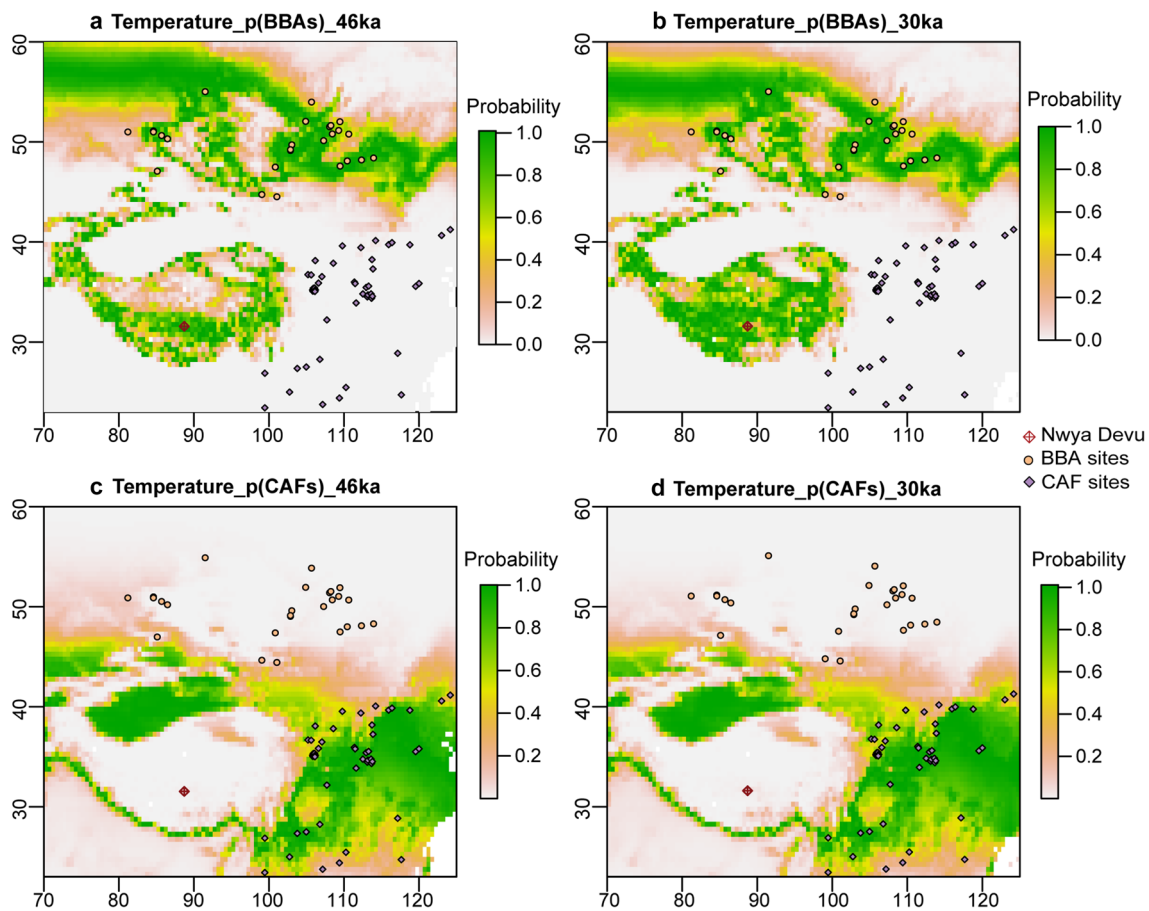 a Temperature_p(BBAs)_46ka
60
50
40
30
70 80 90 100 110 120
Probability
1.0
0.8
0.6
0.4
0.2
0.0
b Temperature_p(BBAs)_30ka
60
50
40
30
70 80 90 100 110 120
Probability
1.0
0.8
0.6
0.4
0.2
0.0
Nwya Devu
BBA sites
CAF sites
c Temperature_p(CAFs)_46ka
60
50
40
30
70 80 90 100 110 120
Probability
1.0
0.8
0.6
0.4
0.2
d Temperature_p(CAFs)_30ka
60
50
40
30
70 80 90 100 110 120
Probability
1.0
0.8
0.6
0.4
0.2